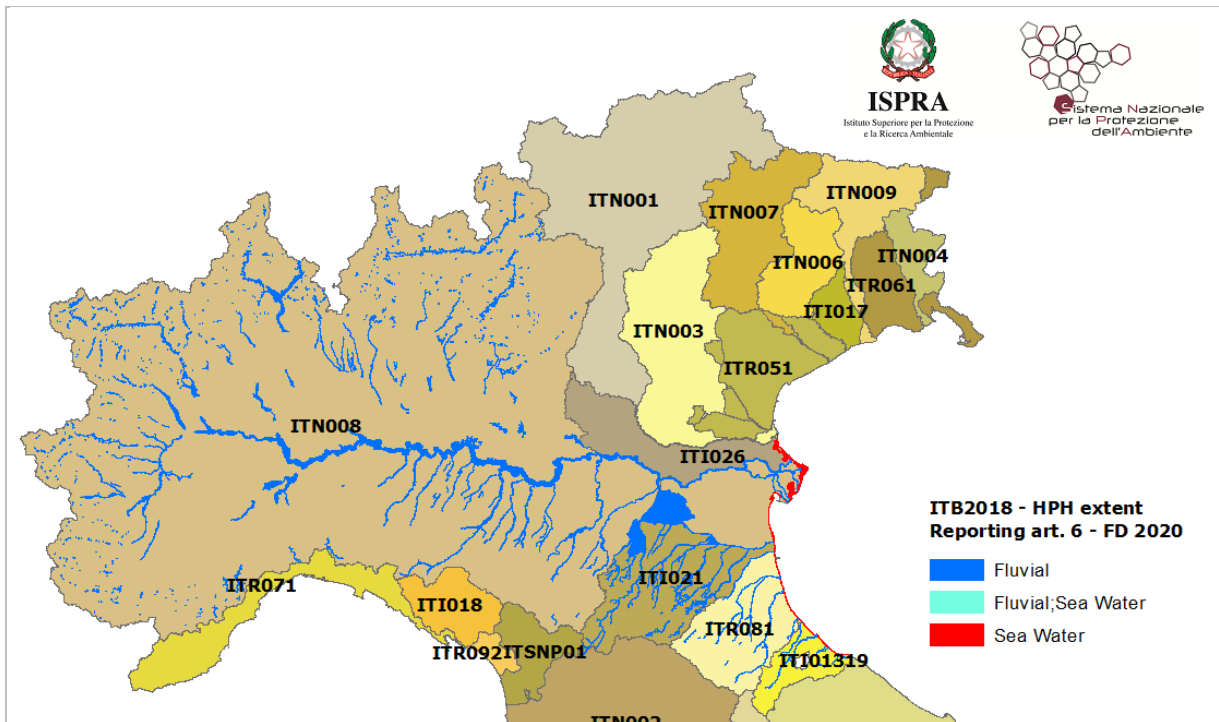 ISPRA
Istituto Superiore per la Protezione
e la Ricerca Ambientale
Sistema Nazionale
per la Protezione
dell'Ambiente
ITN001
ITN009
ITN007
ITN004
ITN006
ITR061
ITI017
ITN003
ITR051
ITN008
ITI026
ITB2018 - HPH extent
Reporting art. 6 - FD 2020
Fluvial
Fluvial;Sea Water
Sea Water
ITR071
ITI021
ITI018
ITR081
ITR092
ITSNP01
ITI01319
ITN002